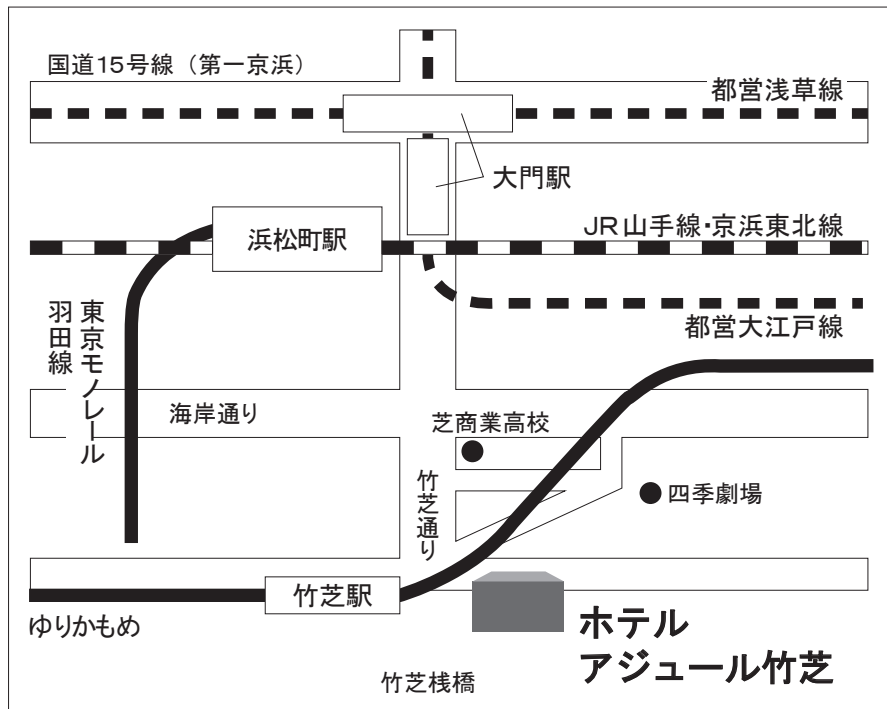 国道15号線（第一京浜）
都営浅草線
大門駅
JR山手線・京浜東北線
浜松町駅
都営大江戸線
東京モノレール
羽田線
海岸通り
芝商業高校
竹芝通り
四季劇場
竹芝駅
ゆりかもめ
ホテル
アジュール竹芝
竹芝桟橋